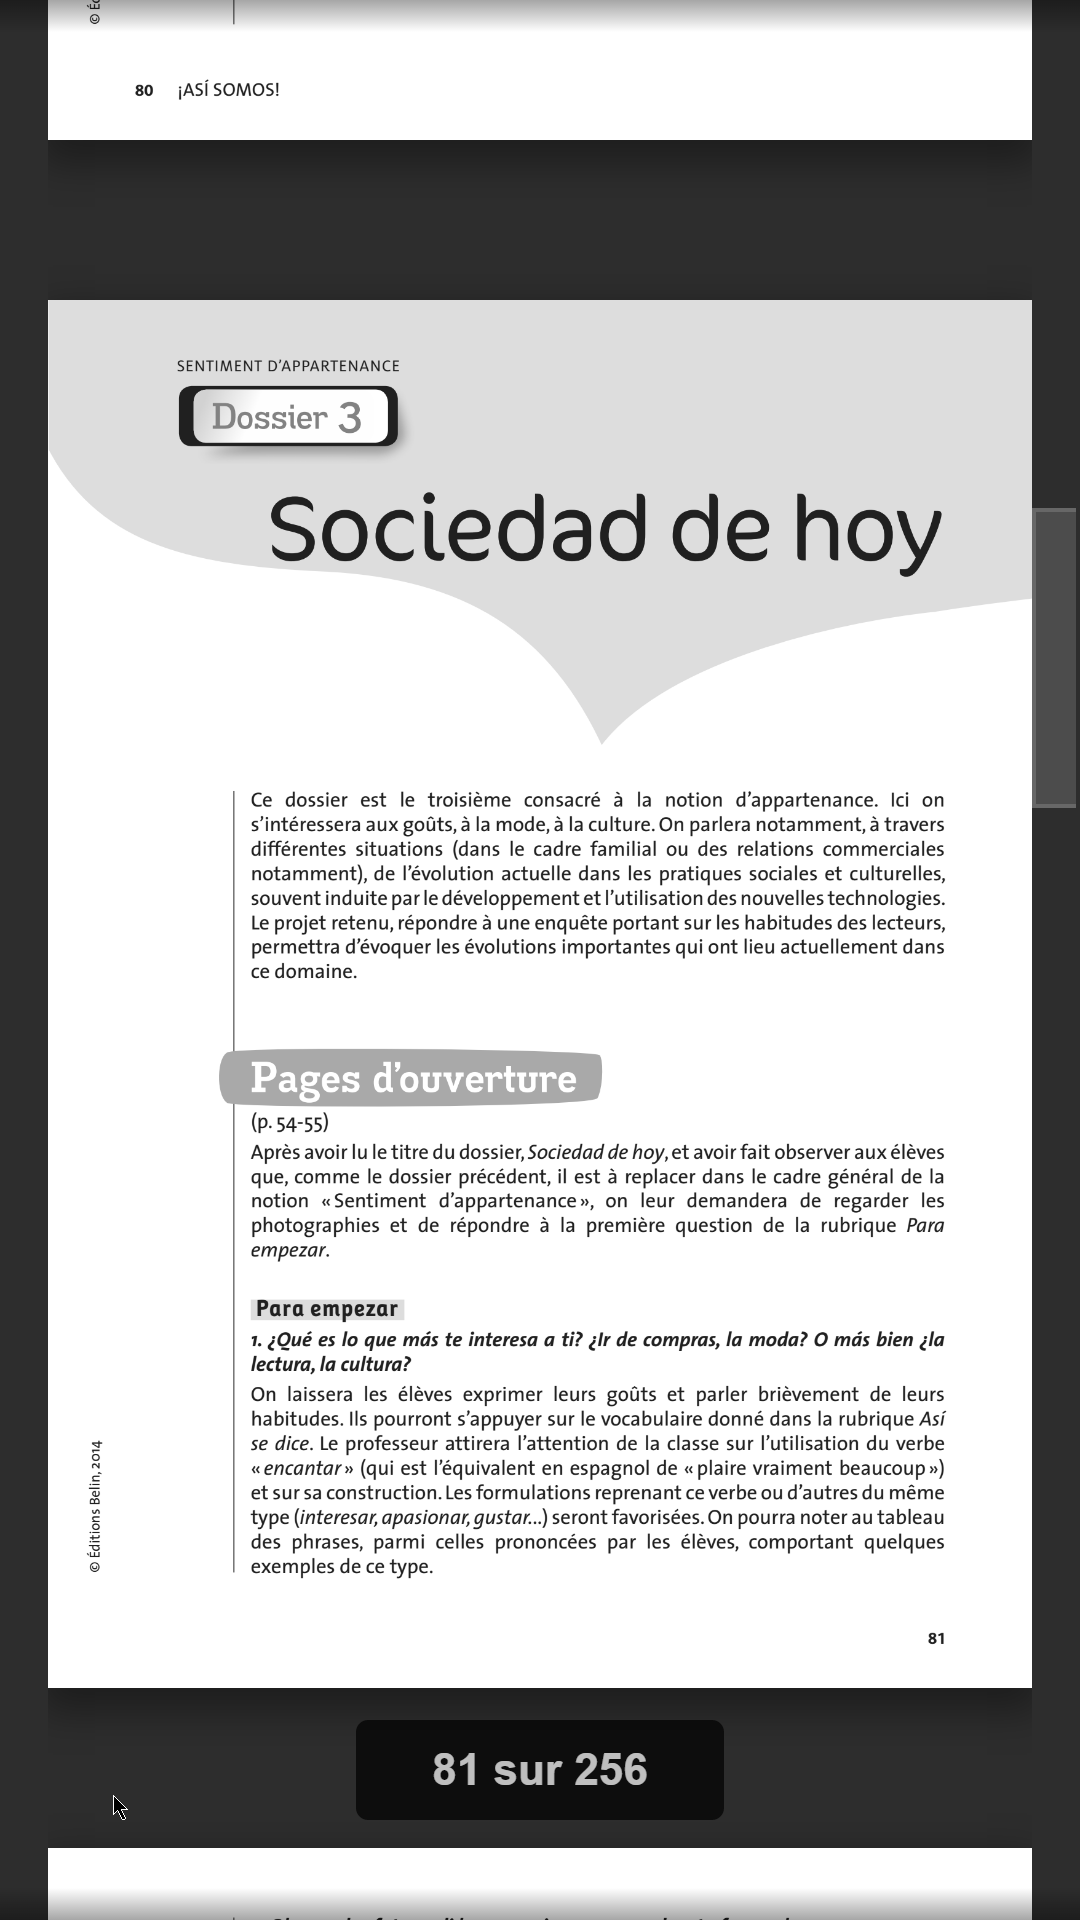 80 ¡ASÍ SOMOS!
SENTIMENT D’APPARTENANCE
Dossier 3
Sociedad de hoy
Ce dossier est le troisième consacré à la notion d’appartenance. Ici on
s’intéressera aux goûts, à la mode, à la culture. On parlera notamment, à travers
différentes situations (dans le cadre familial ou des relations commerciales
notamment), de l’évolution actuelle dans les pratiques sociales et culturelles,
souvent induite par le développement et l’utilisation des nouvelles technologies.
Le projet retenu, répondre à une enquête portant sur les habitudes des lecteurs,
permettra d’évoquer les évolutions importantes qui ont lieu actuellement dans
ce domaine.
Pages d’ouverture
(p. 54-55)
Après avoir lu le titre du dossier, Sociedad de hoy, et avoir fait observer aux élèves
que, comme le dossier précédent, il est à replacer dans le cadre général de la
notion « Sentiment d’appartenance », on leur demandera de regarder les
photographies et de répondre à la première question de la rubrique Para
empezar.
Para empezar
1. ¿Qué es lo que más te interesa a ti? ¿Ir de compras, la moda? O más bien ¿la
lectura, la cultura?
On laissera les élèves exprimer leurs goûts et parler brièvement de leurs
habitudes. Ils pourront s’appuyer sur le vocabulaire donné dans la rubrique Así
se dice. Le professeur attirera l’attention de la classe sur l’utilisation du verbe
« encantar » (qui est l’équivalent en espagnol de « plaire vraiment beaucoup »)
et sur sa construction. Les formulations reprenant ce verbe ou d’autres du même
type (interesar, apasionar, gustar...) seront favorisées. On pourra noter au tableau
des phrases, parmi celles prononcées par les élèves, comportant quelques
exemples de ce type.
© Éditions Belin, 2014
81
81 sur 256